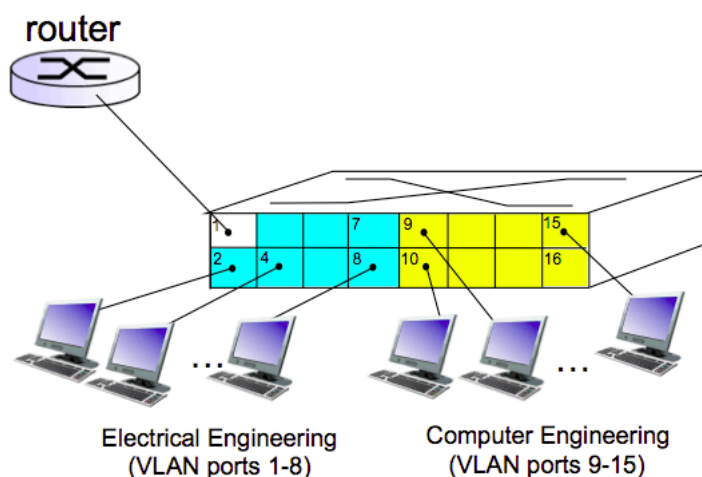 router
1 7 9 15
2 4 8 10 16
... ...
Electrical Engineering Computer Engineering
(VLAN ports 1-8) (VLAN ports 9-15)